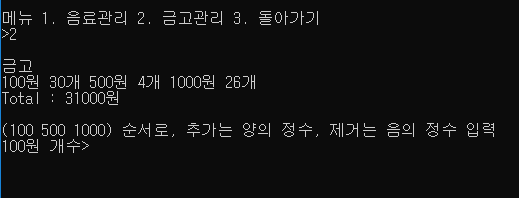 메뉴 1. 음료관리 2. 금고관리 3. 돌아가기
>2
금고
100원 30개 500원 4개 1000원 26개
Total : 31000원
(100 500 1000) 순서로, 추가는 양의 정수, 제거는 음의 정수 입력
100원 개수>